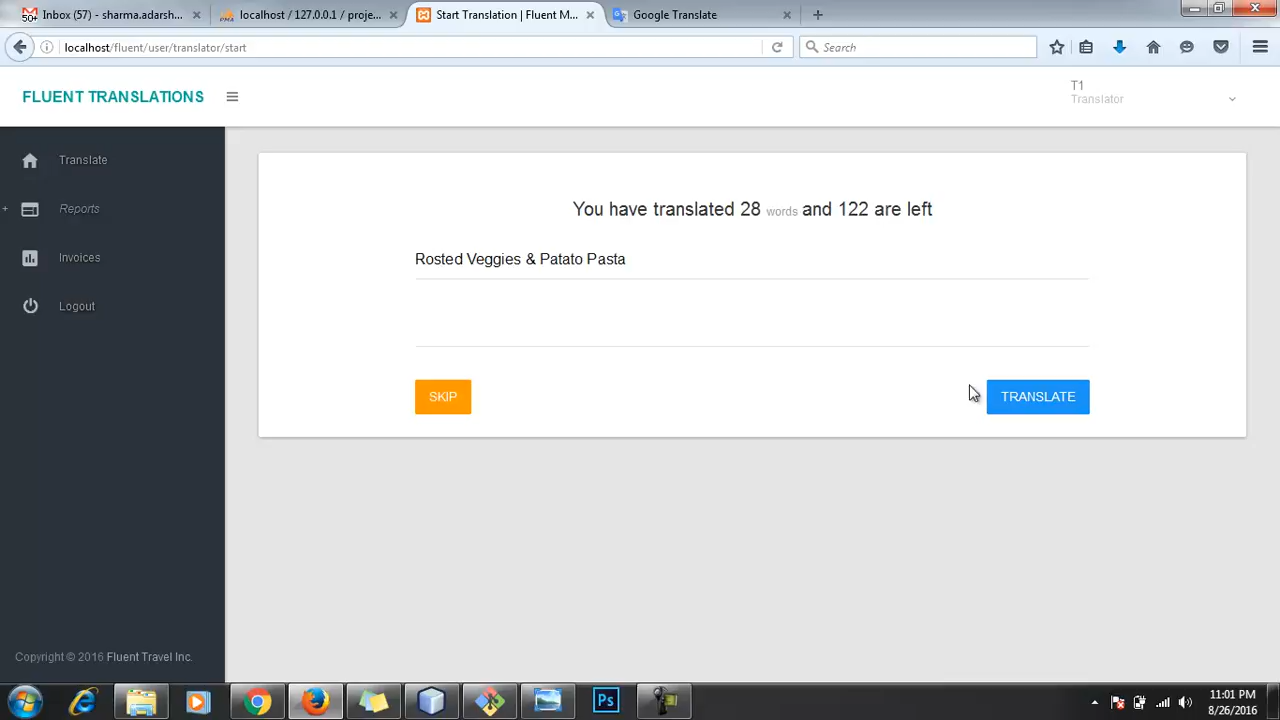 Inbox (57) - sharma.adarsh...
localhost / 127.0.0.1 / proje...
Start Translation | Fluent M...
Google Translate
localhost/fluent/user/translator/start
Search
FLUENT TRANSLATIONS
T1
Translator
Translate
Reports
Invoices
Logout
You have translated 28 words and 122 are left
Rosted Veggies & Patato Pasta
SKIP
TRANSLATE
Copyright © 2016 Fluent Travel Inc.
Ps
11:01 PM
8/26/2016